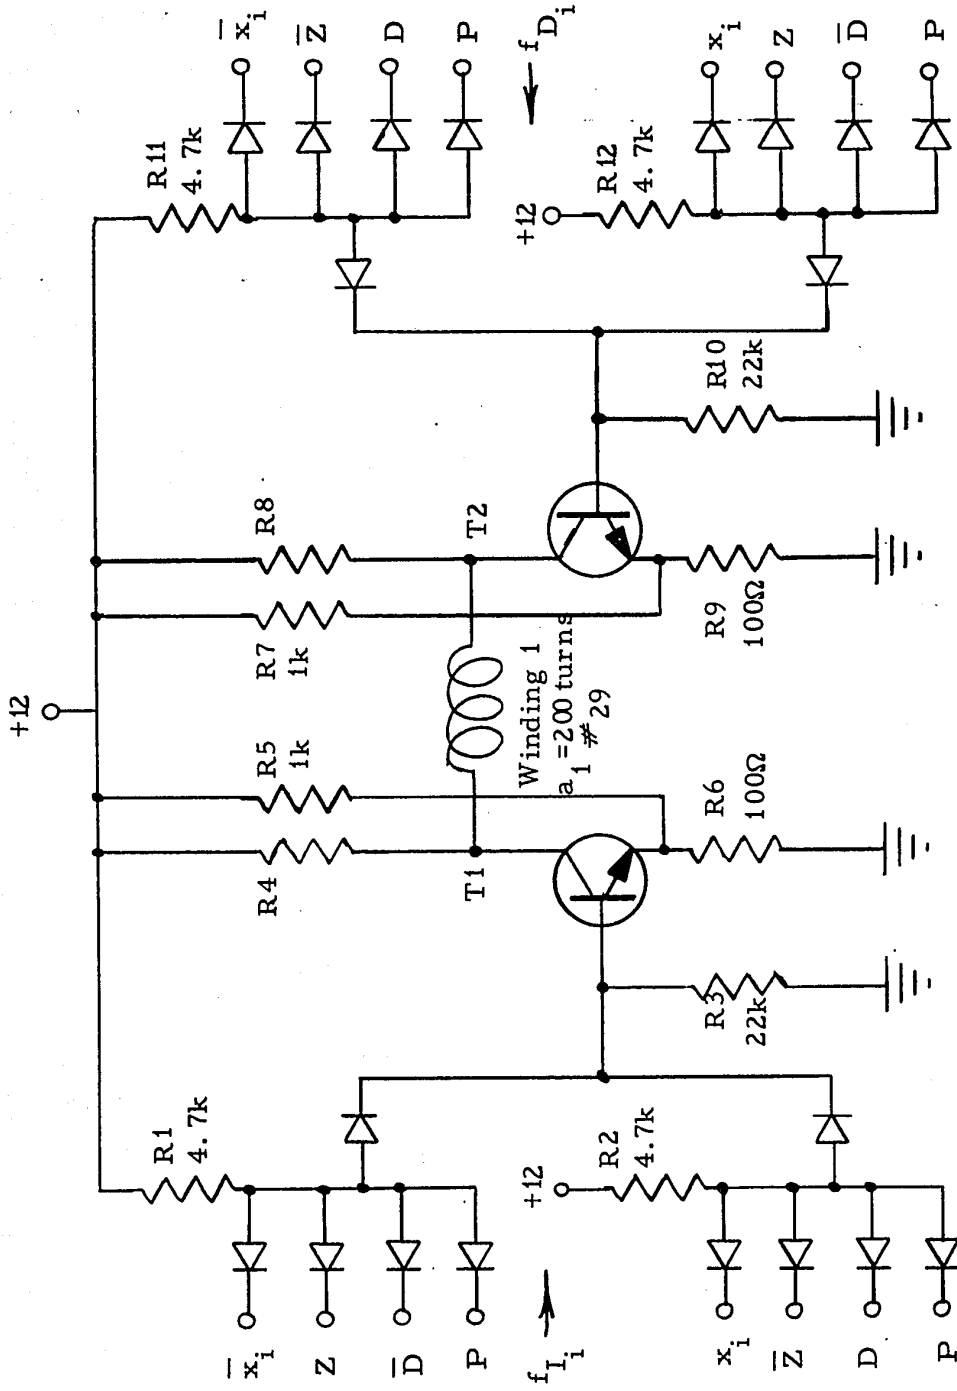 +12
R1
4.7k
x̄ᵢ
Z
D̄
P
f_Iᵢ
+12
R2
4.7k
xᵢ
Z̄
D
P
R3
22k
R4
R5
1k
T1
R6
100Ω
Winding 1
a₁=200 turns
#29
R7
1k
R8
T2
R9
100Ω
R10
22k
R11
4.7k
x̄ᵢ
Z̄
D
P
f_Dᵢ
+12
R12
4.7k
xᵢ
Z
D̄
P